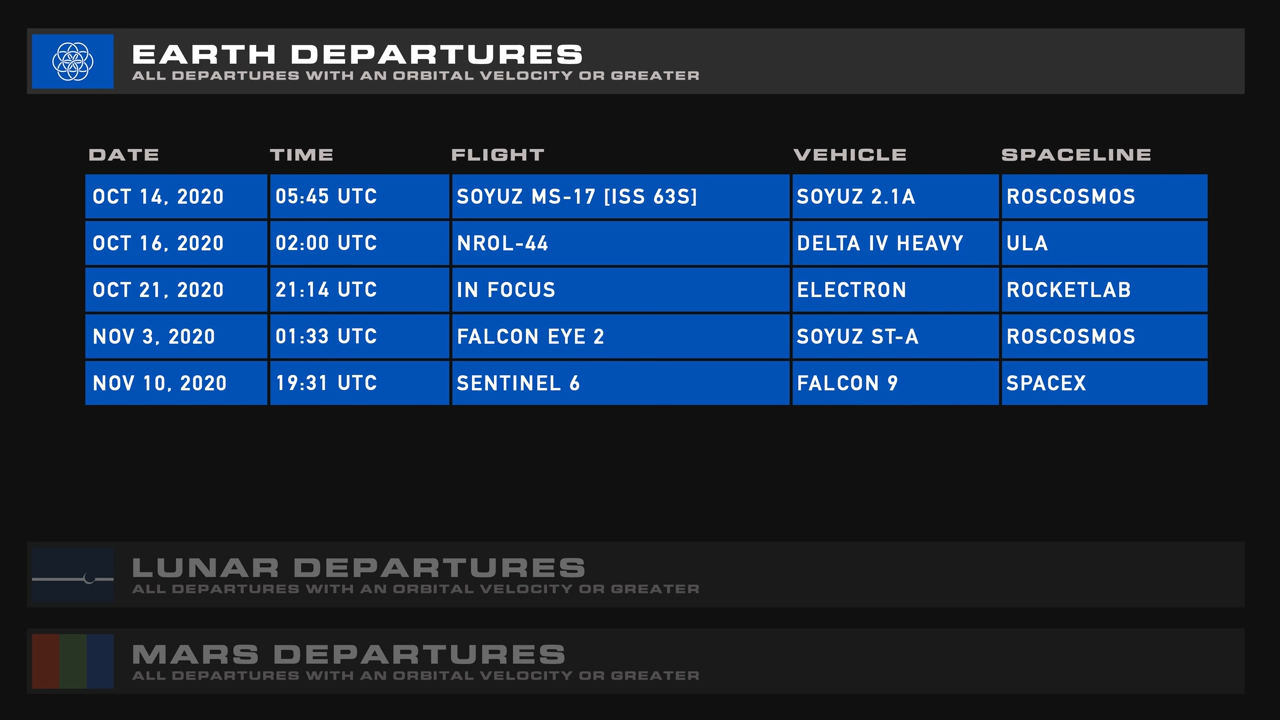 EARTH DEPARTURES
ALL DEPARTURES WITH AN ORBITAL VELOCITY OR GREATER
DATE TIME FLIGHT VEHICLE SPACELINE
OCT 14, 2020 05:45 UTC SOYUZ MS-17 [ISS 63S] SOYUZ 2.1A ROSCOSMOS
OCT 16, 2020 02:00 UTC NROL-44 DELTA IV HEAVY ULA
OCT 21, 2020 21:14 UTC IN FOCUS ELECTRON ROCKETLAB
NOV 3, 2020 01:33 UTC FALCON EYE 2 SOYUZ ST-A ROSCOSMOS
NOV 10, 2020 19:31 UTC SENTINEL 6 FALCON 9 SPACEX
LUNAR DEPARTURES
ALL DEPARTURES WITH AN ORBITAL VELOCITY OR GREATER
MARS DEPARTURES
ALL DEPARTURES WITH AN ORBITAL VELOCITY OR GREATER